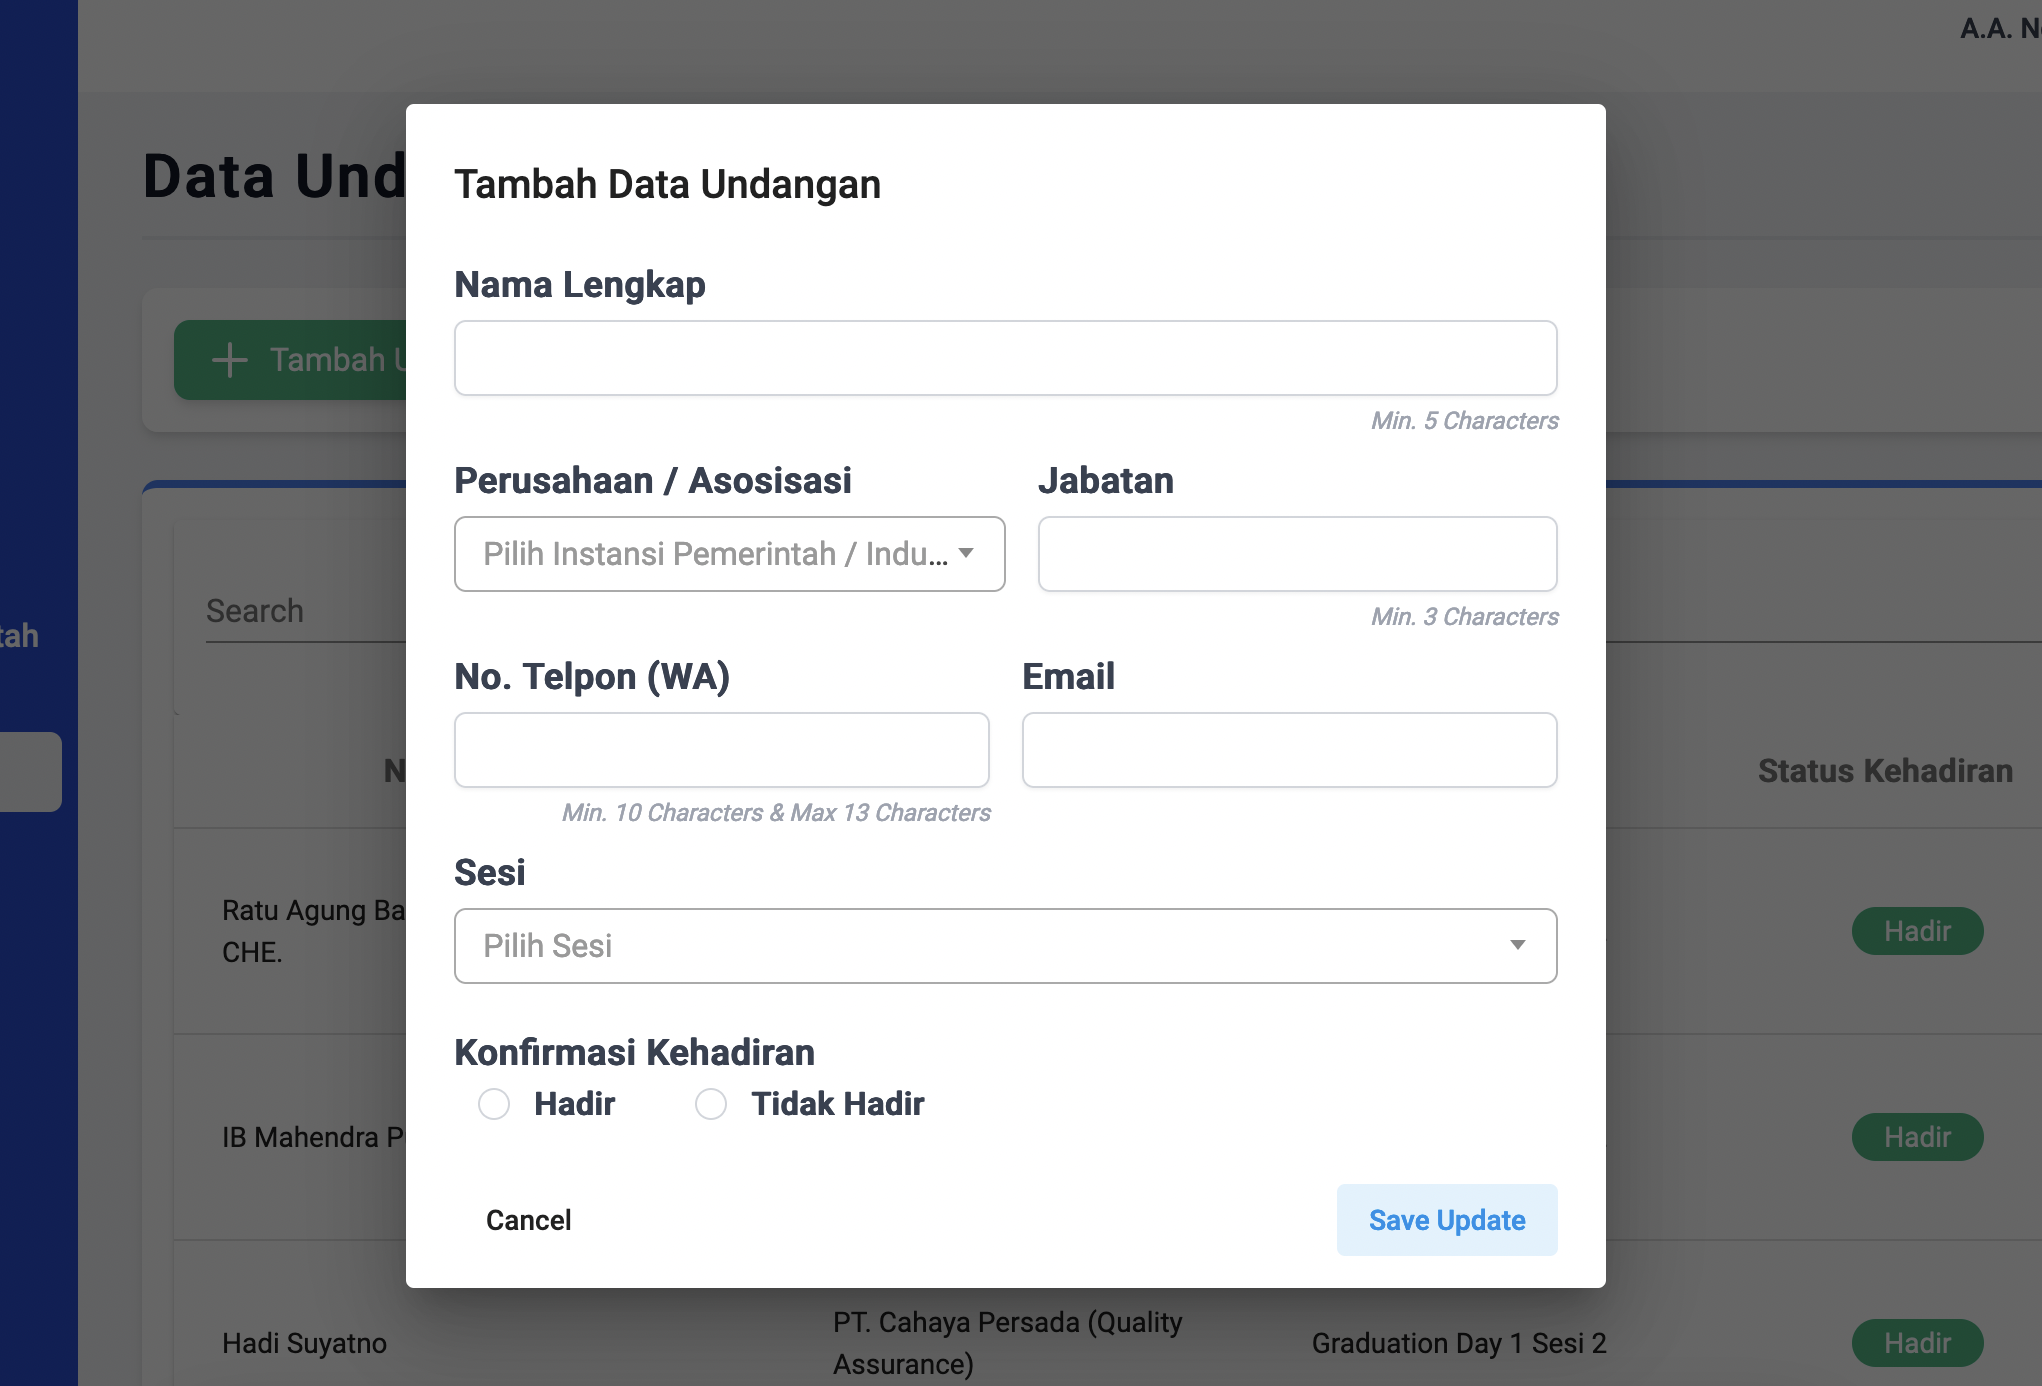 A.A.
Data Und
Tambah
Search
tah
Status Kehadiran
Ratu Agung
CHE.
Hadir
IB Mahendra
Hadir
Hadi Suyatno
PT. Cahaya Persada (Quality
Assurance)
Graduation Day 1 Sesi 2
Hadir
Tambah Data Undangan
Nama Lengkap
Min. 5 Characters
Perusahaan / Asosisasi
Jabatan
Pilih Instansi Pemerintah / Indu...
Min. 3 Characters
No. Telpon (WA)
Email
Min. 10 Characters & Max 13 Characters
Sesi
Pilih Sesi
Konfirmasi Kehadiran
Hadir
Tidak Hadir
Cancel
Save Update